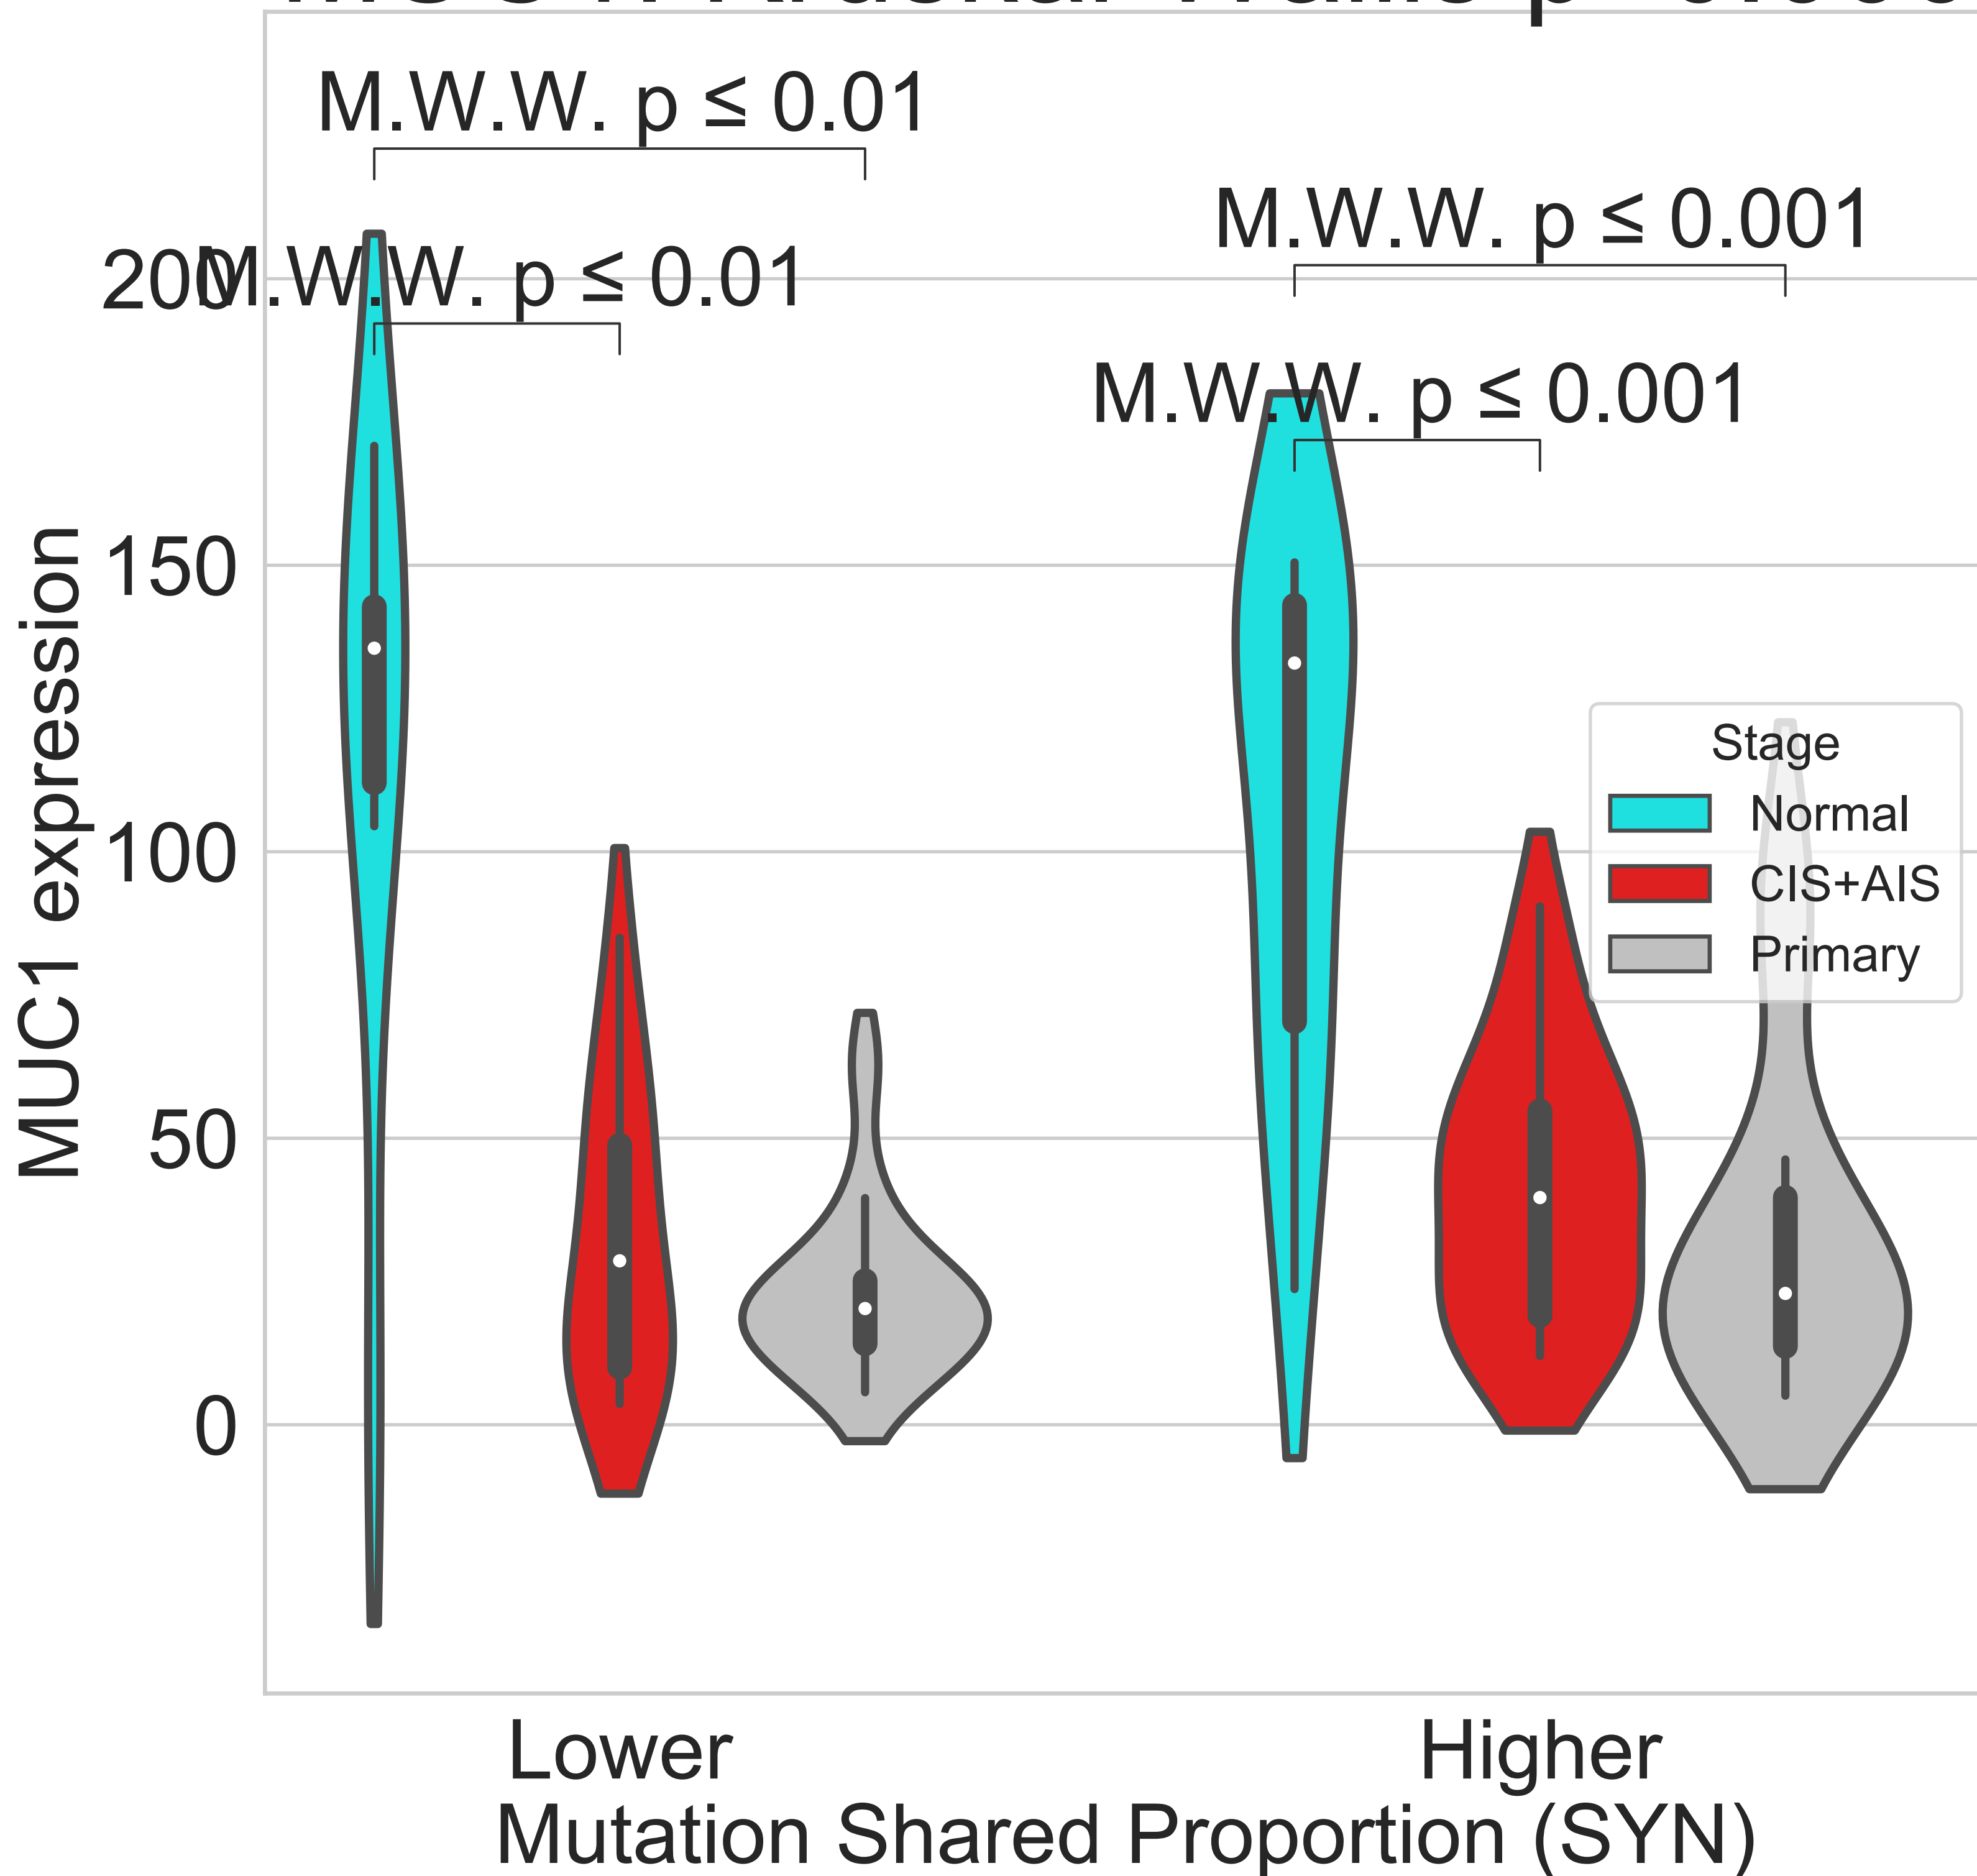 M.W.W. p ≤ 0.01
M.W.W. p ≤ 0.001
200
M.W.W. p ≤ 0.01
M.W.W. p ≤ 0.001
150
100
50
0
MUC1 expression
Stage
Normal
CIS+AIS
Primary
Lower
Higher
Mutation Shared Proportion (SYN)